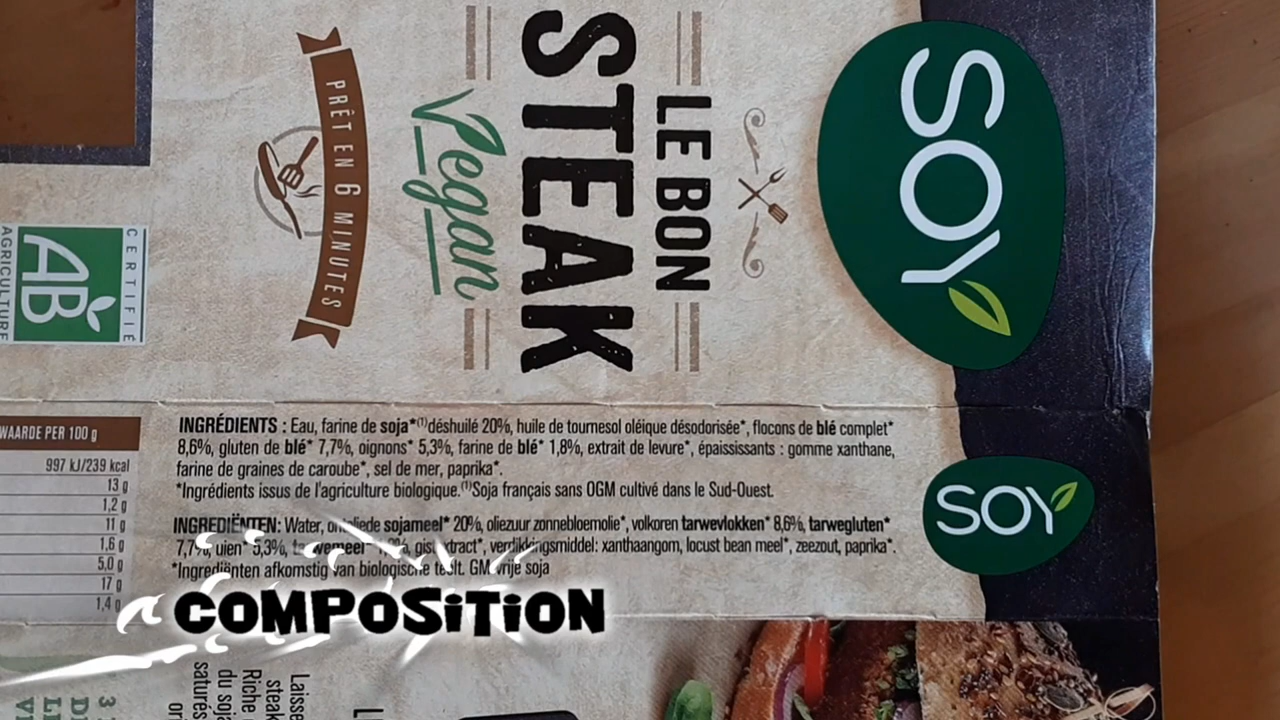 SOY
LE BON
STEAK
Vegan
PRÊT EN 6 MINUTES
CERTIFIÉ
AB
AGRICULTURE
WAARDE PER 100 g
997 kJ/239 kcal
13 g
1,2 g
11 g
1,6 g
5,0 g
17 g
1,4 g
INGRÉDIENTS : Eau, farine de soja*⁽¹⁾déshuilé 20%, huile de tournesol oléique désodorisée*, flocons de blé complet*
8,6%, gluten de blé* 7,7%, oignons* 5,3%, farine de blé* 1,8%, extrait de levure*, épaississants : gomme xanthane,
farine de graines de caroube*, sel de mer, paprika*.
*Ingrédients issus de l'agriculture biologique.⁽¹⁾Soja français sans OGM cultivé dans le Sud-Ouest.
INGREDIËNTEN: Water, ontoliede sojameel* 20%, oliezuur zonnebloemolie*, volkoren tarwevlokken* 8,6%, tarwegluten*
7,7%, uien* 5,3%, tarwemeel* 1,8%, gistextract*, verdikkingsmiddel: xanthaangom, locust bean meel*, zeezout, paprika*.
*Ingrediënten afkomstig van biologische teelt. GM vrije soja
SOY
COMPOSiTiON
Laisse
steak
Riche
du soja
saturés